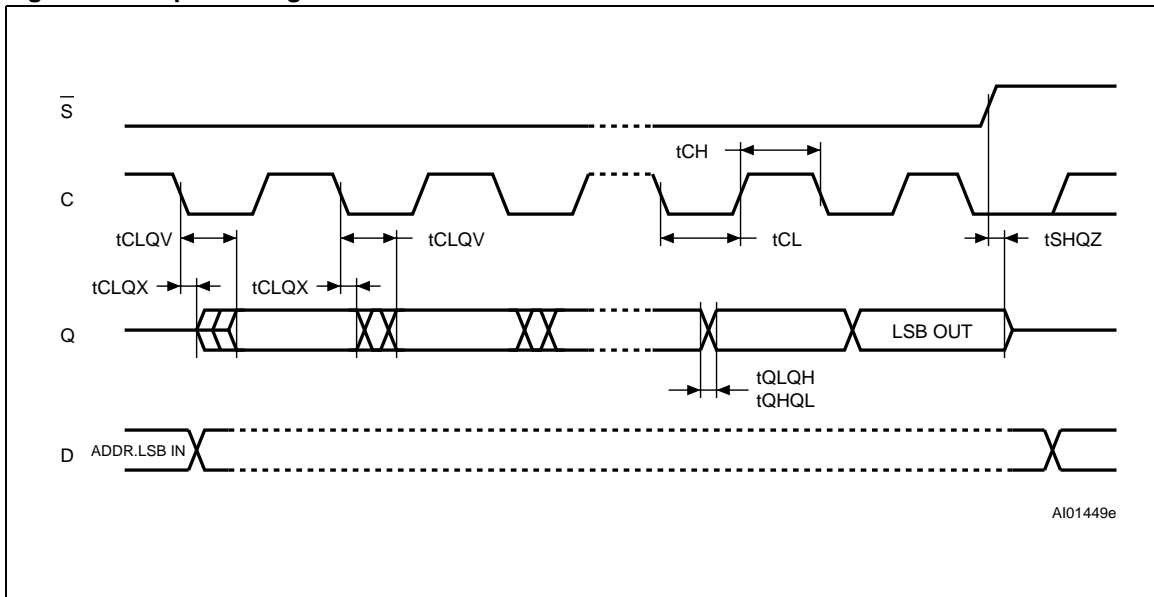 S
tCH
C
tCLQV
tCLQV
tCL
tSHQZ
tCLQX
tCLQX
Q
LSB OUT
tQLQH
tQHQL
D
ADDR.LSB IN
AI01449e